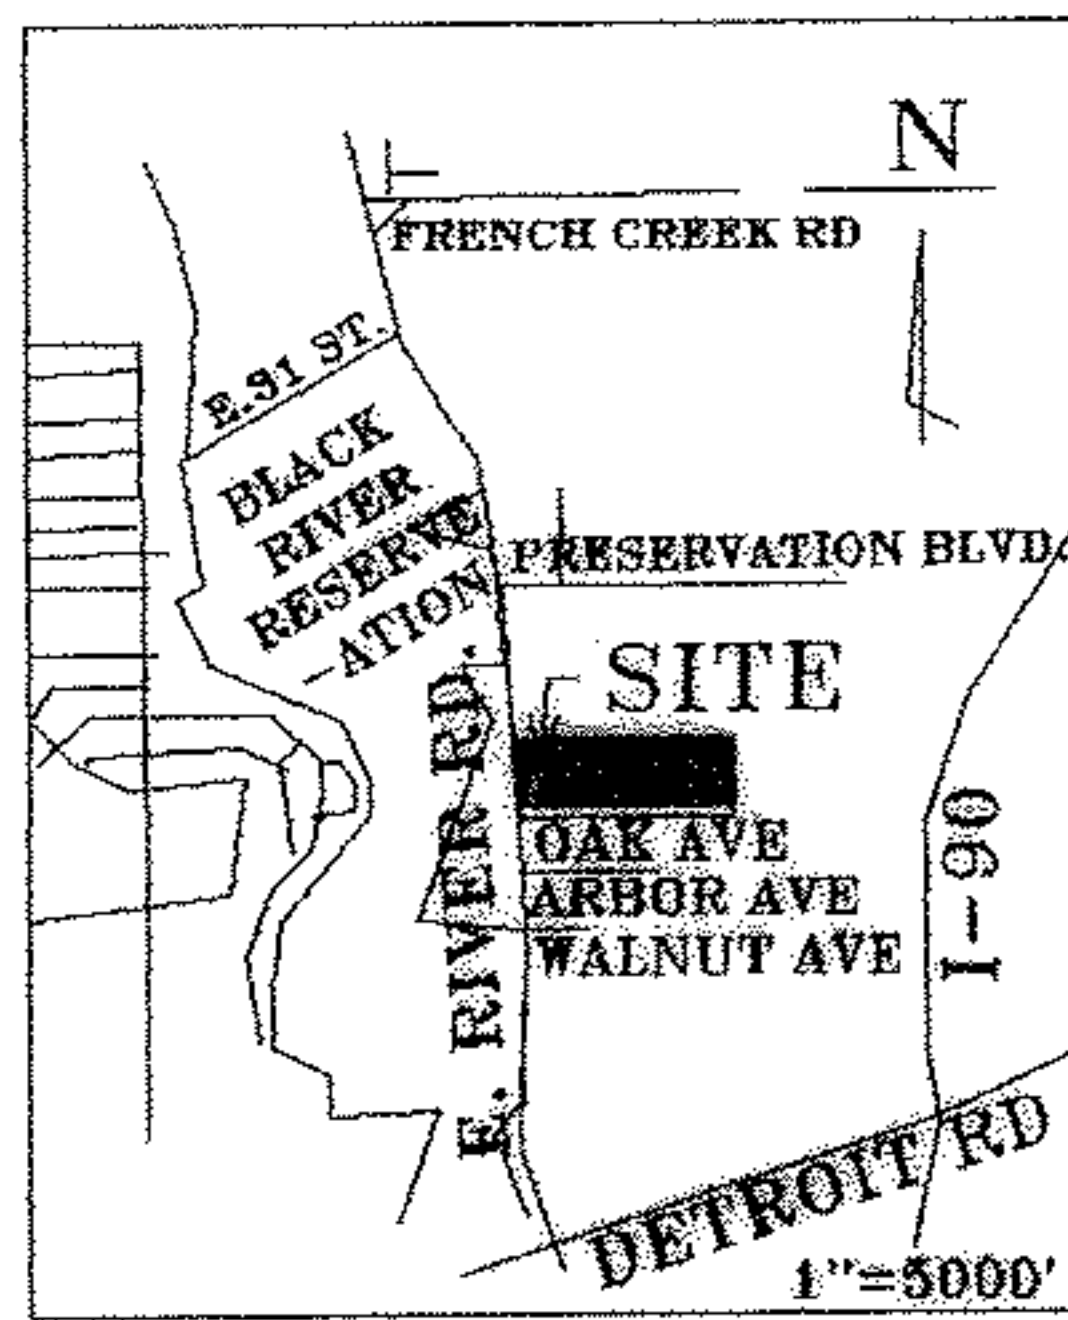 N
FRENCH CREEK RD
E.31 ST.
BLACK
RIVER
RESERVE
-ATION
PRESERVATION BLVD.
SITE
E. RIVER RD.
OAK AVE
ARBOR AVE
WALNUT AVE
I-90
DETROIT RD
1"=5000'